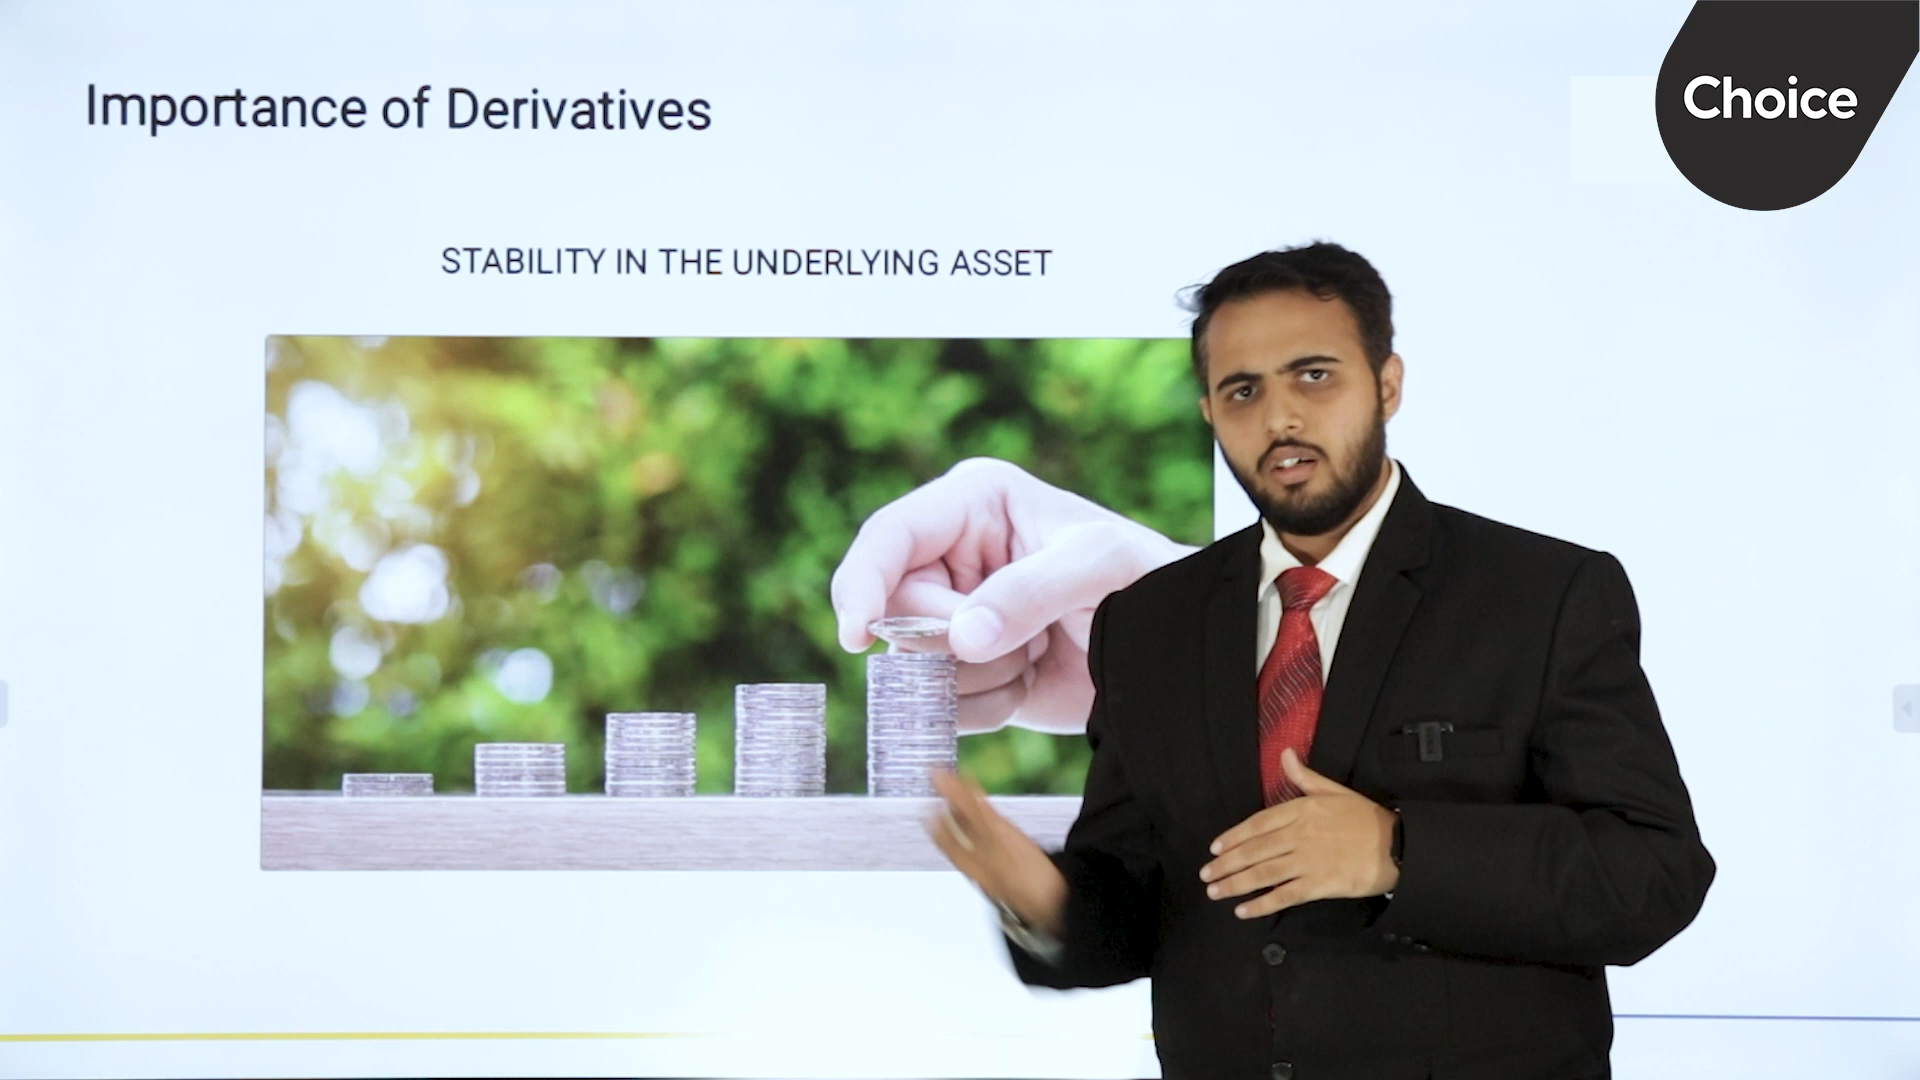 Importance of Derivatives
Choice
STABILITY IN THE UNDERLYING ASSET